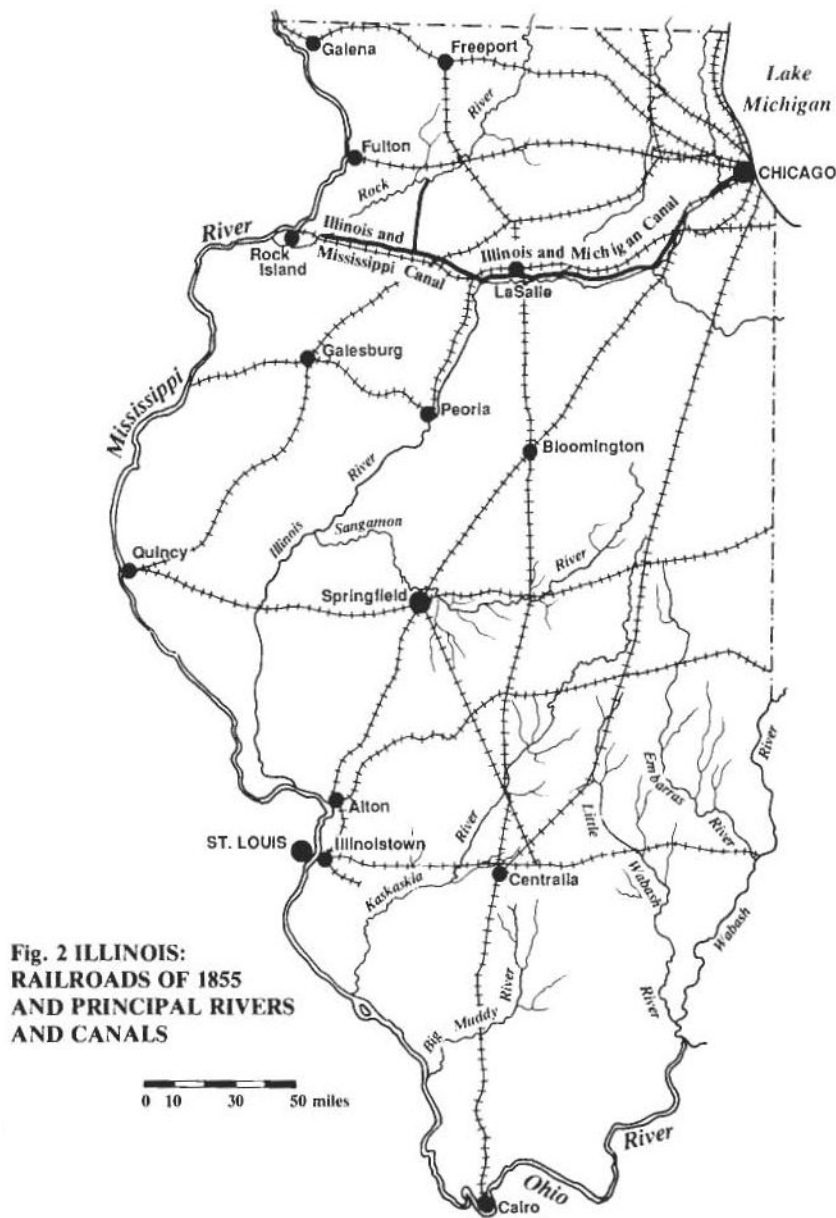 Galena
Freeport
Lake
Michigan
River
Fulton
Rock
CHICAGO
River
Rock
Island
Illinois and
Mississippi Canal
Illinois and Michigan Canal
LaSalle
Galesburg
Mississippi
Peoria
Bloomington
River
Illinois
Sangamon
River
Quincy
Springfield
River
Embarras
River
Alton
ST. LOUIS
Illinoistown
River
Kaskaskia
Little
Wabash
River
Centralia
Wabash
Big
Muddy
River
Fig. 2 ILLINOIS:
RAILROADS OF 1855
AND PRINCIPAL RIVERS
AND CANALS
0 10 30 50 miles
River
Ohio
Cairo